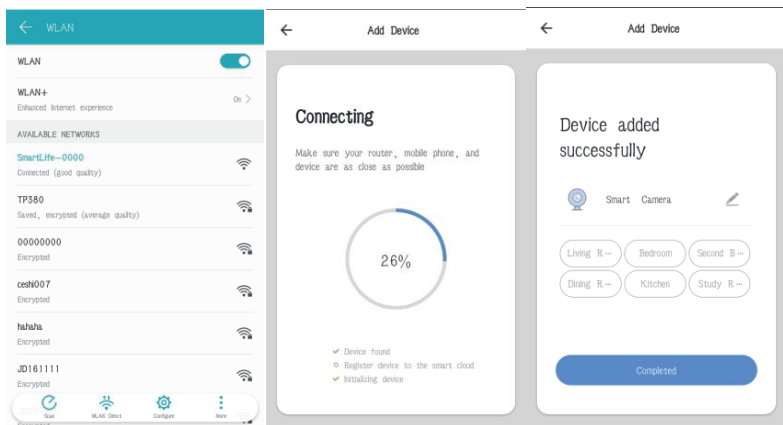 WLAN
WLAN
WLAN+
Enhanced Internet experience
On
AVAILABLE NETWORKS
SmartLife-0000
Connected (good quality)
TP380
Saved, encrypted (average quality)
00000000
Encrypted
ceshi007
Encrypted
hahaha
Encrypted
JD161111
Encrypted
Scan
WLAN Direct
Configure
More
Add Device
Connecting
Make sure your router, mobile phone, and
device are as close as possible
26%
Device found
Register device to the smart cloud
Initializing device
Add Device
Device added
successfully
Smart Camera
Living R…
Bedroom
Second B…
Dining R…
Kitchen
Study R…
Completed